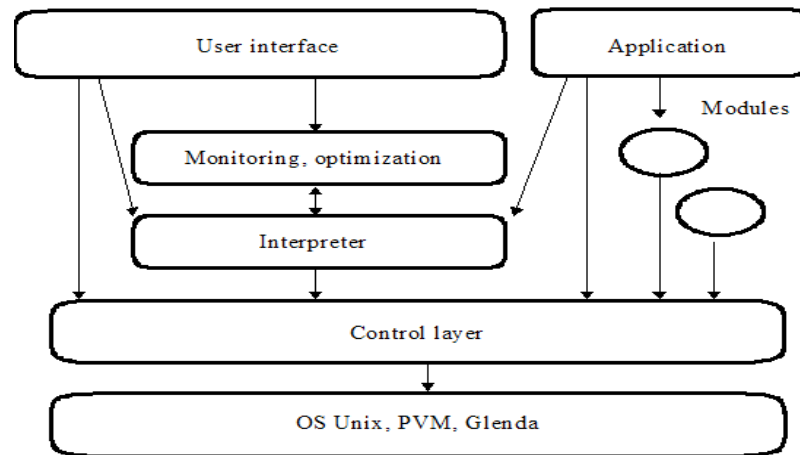 User interface
Application
Modules
Monitoring, optimization
Interpreter
Control layer
OS Unix, PVM, Glenda